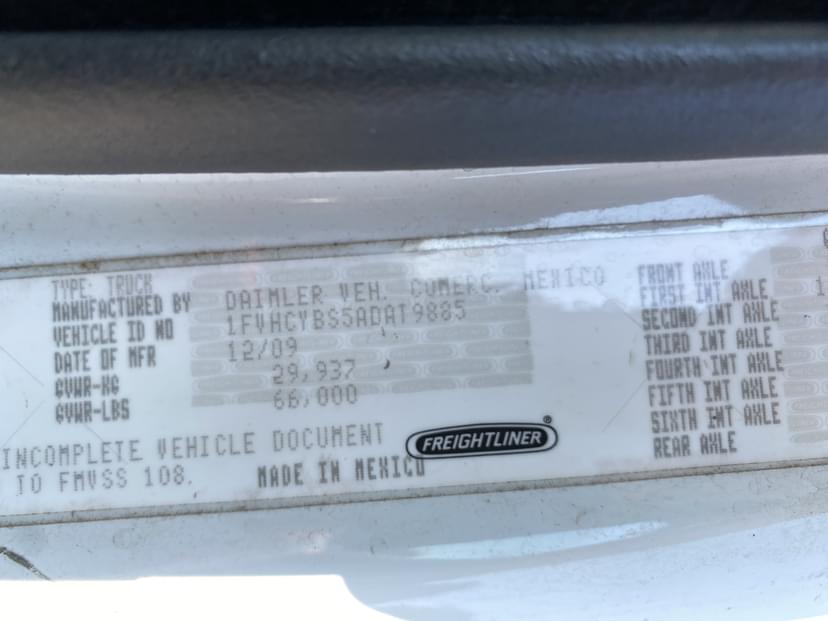 TYPE: TRUCK
MANUFACTURED BY DAIMLER VEH. COMERC. MEXICO
VEHICLE ID NO 1FVHCYBS5ADAT9885
DATE OF MFR 12/09
GVWR-KG 29,937
GVWR-LBS 66,000
INCOMPLETE VEHICLE DOCUMENT
TO FMVSS 108. MADE IN MEXICO
FREIGHTLINER®
FRONT AXLE
FIRST INT AXLE
SECOND INT AXLE
THIRD INT AXLE
FOURTH INT AXLE
FIFTH INT AXLE
SIXTH INT AXLE
REAR AXLE